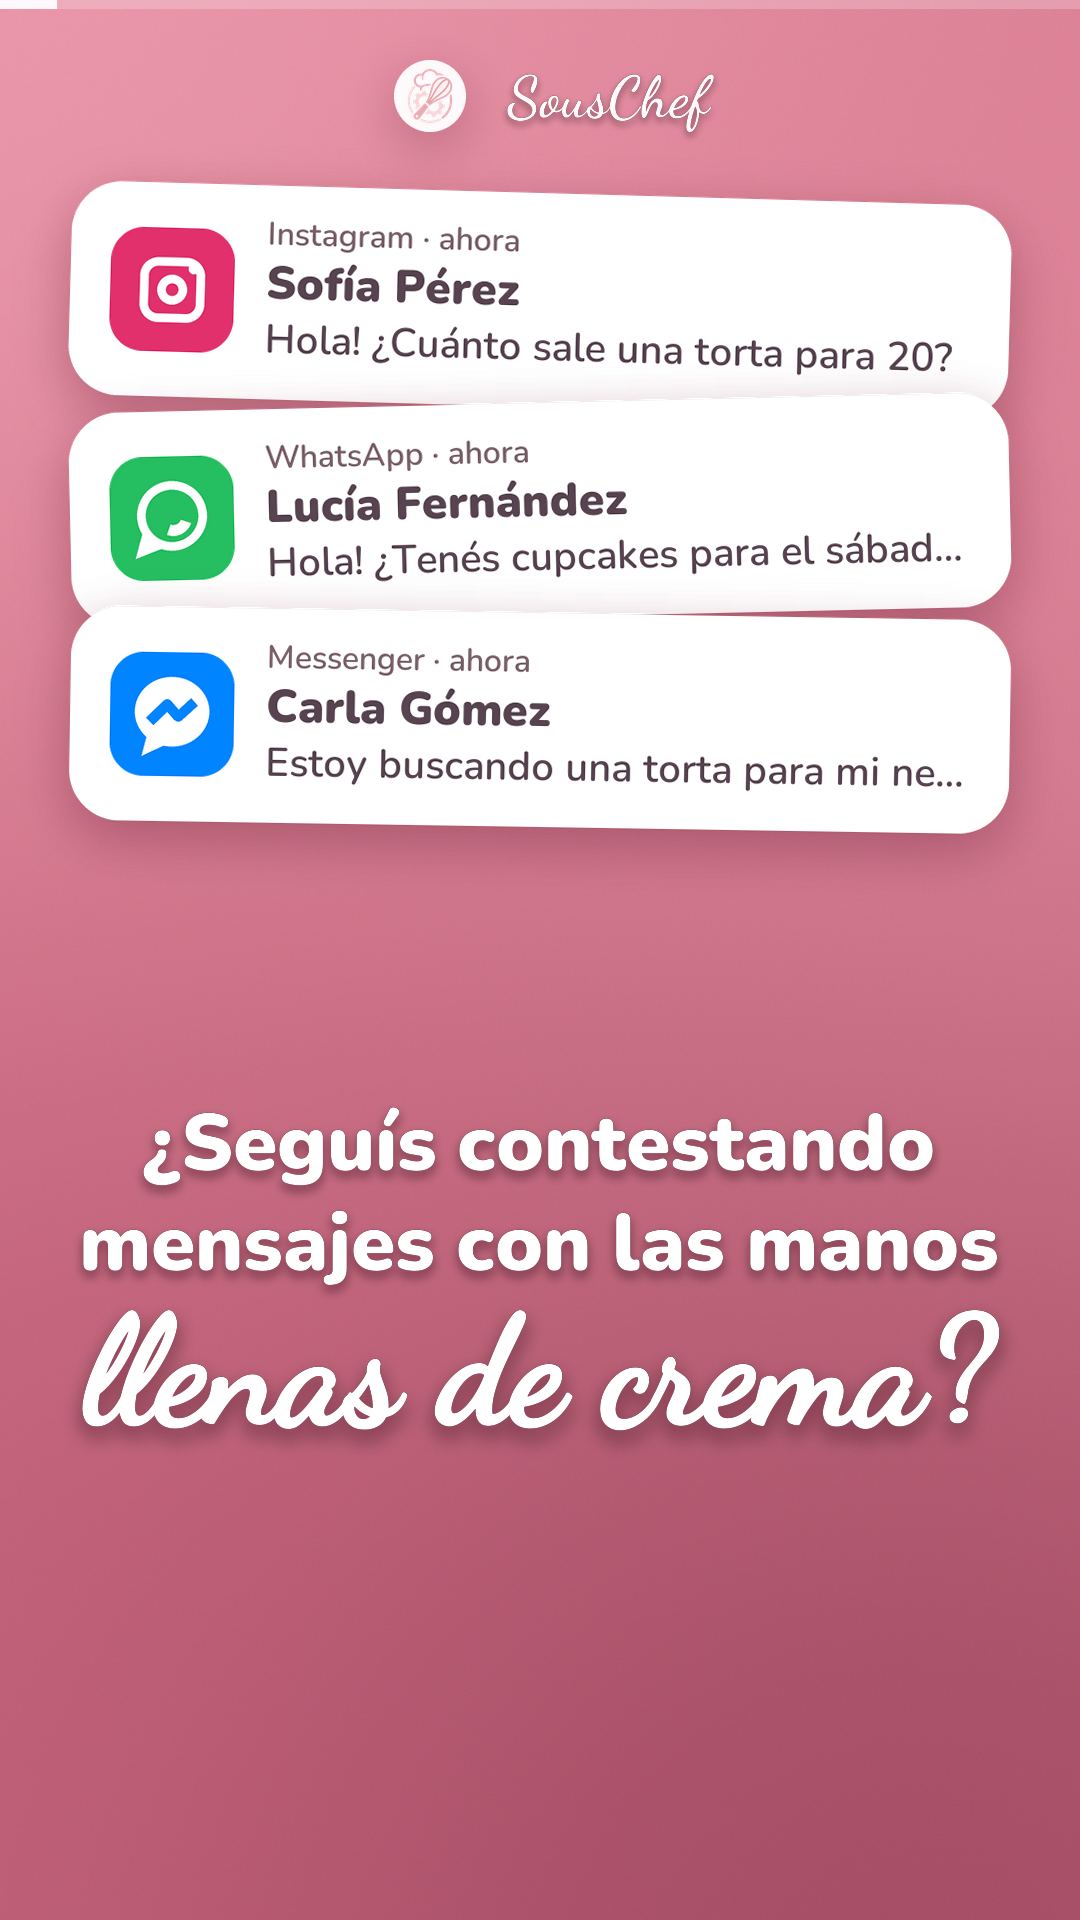 SousChef
Instagram · ahora
Sofía Pérez
Hola! ¿Cuánto sale una torta para 20?
WhatsApp · ahora
Lucía Fernández
Hola! ¿Tenés cupcakes para el sábad...
Messenger · ahora
Carla Gómez
Estoy buscando una torta para mi ne...
¿Seguís contestando
mensajes con las manos
llenas de crema?